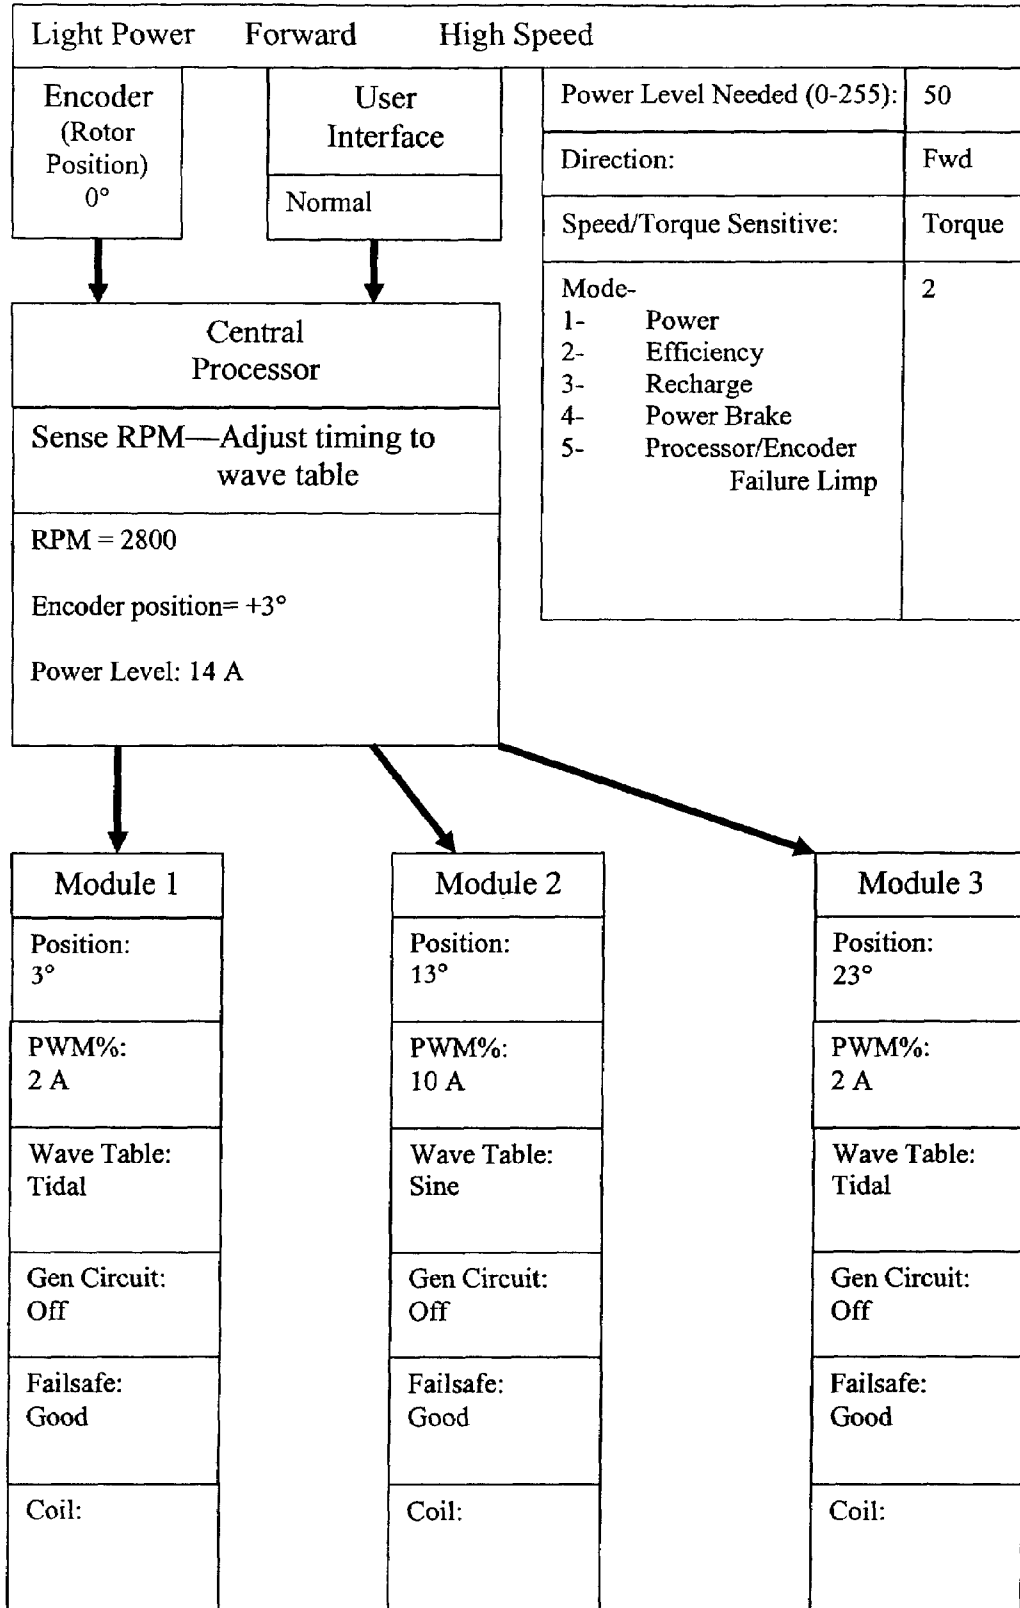 Light Power Forward High Speed
Encoder
(Rotor
Position)
0°
User
Interface
Normal
Power Level Needed (0-255): 50
Direction: Fwd
Speed/Torque Sensitive: Torque
Mode- 2
1- Power
2- Efficiency
3- Recharge
4- Power Brake
5- Processor/Encoder
Failure Limp
Central
Processor
Sense RPM—Adjust timing to
wave table
RPM = 2800
Encoder position= +3°
Power Level: 14 A
Module 1
Position:
3°
PWM%:
2 A
Wave Table:
Tidal
Gen Circuit:
Off
Failsafe:
Good
Coil:
Module 2
Position:
13°
PWM%:
10 A
Wave Table:
Sine
Gen Circuit:
Off
Failsafe:
Good
Coil:
Module 3
Position:
23°
PWM%:
2 A
Wave Table:
Tidal
Gen Circuit:
Off
Failsafe:
Good
Coil: